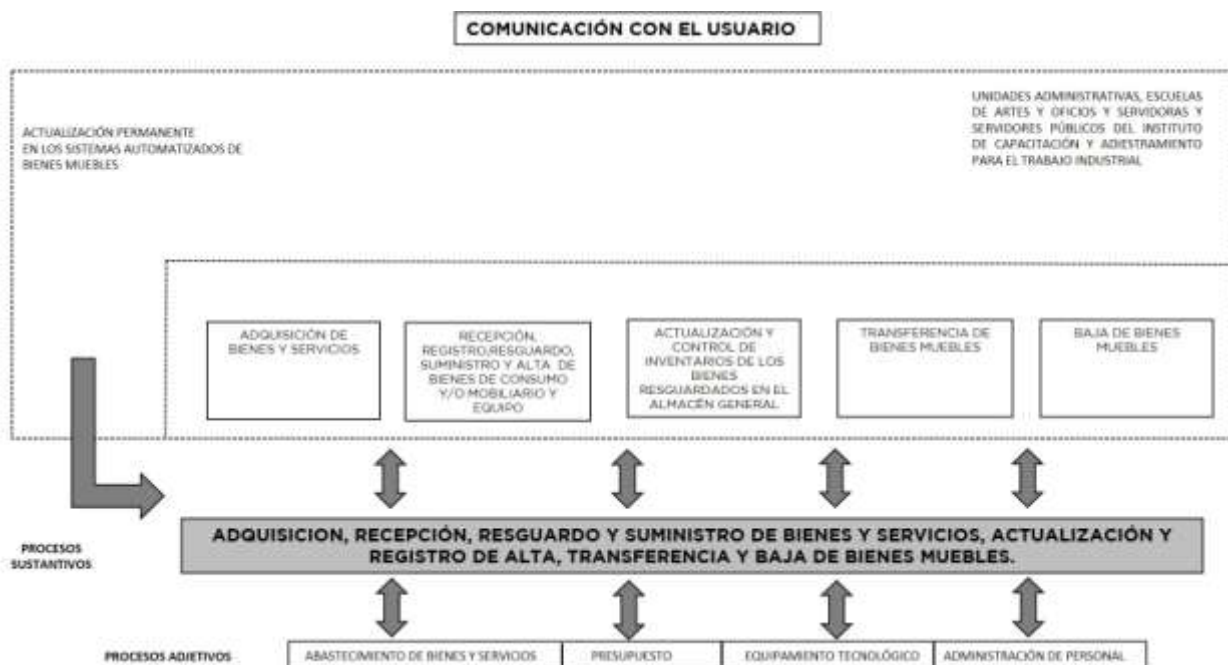 COMUNICACIÓN CON EL USUARIO
UNIDADES ADMINISTRATIVAS, ESCUELAS
DE ARTES Y OFICIOS Y SERVIDORAS Y
SERVIDORES PÚBLICOS DEL INSTITUTO
DE CAPACITACIÓN Y ADIESTRAMIENTO
PARA EL TRABAJO INDUSTRIAL
ACTUALIZACIÓN PERMANENTE
EN LOS SISTEMAS AUTOMATIZADOS DE
BIENES MUEBLES
ADQUISICIÓN DE
BIENES Y SERVICIOS
RECEPCIÓN,
REGISTRO,RESGUARDO,
SUMINISTRO Y ALTA DE
BIENES DE CONSUMO
Y/O MOBILIARIO Y
EQUIPO
ACTUALIZACIÓN Y
CONTROL DE
INVENTARIOS DE LOS
BIENES
RESGUARDADOS EN EL
ALMACÉN GENERAL
TRANSFERENCIA DE
BIENES MUEBLES
BAJA DE BIENES
MUEBLES
PROCESOS
SUSTANTIVOS
ADQUISICION, RECEPCIÓN, RESGUARDO Y SUMINISTRO DE BIENES Y SERVICIOS, ACTUALIZACIÓN Y
REGISTRO DE ALTA, TRANSFERENCIA Y BAJA DE BIENES MUEBLES.
PROCESOS ADJETIVOS
ABASTECIMIENTO DE BIENES Y SERVICIOS
PRESUPUESTO
EQUIPAMIENTO TECNOLÓGICO
ADMINISTRACIÓN DE PERSONAL